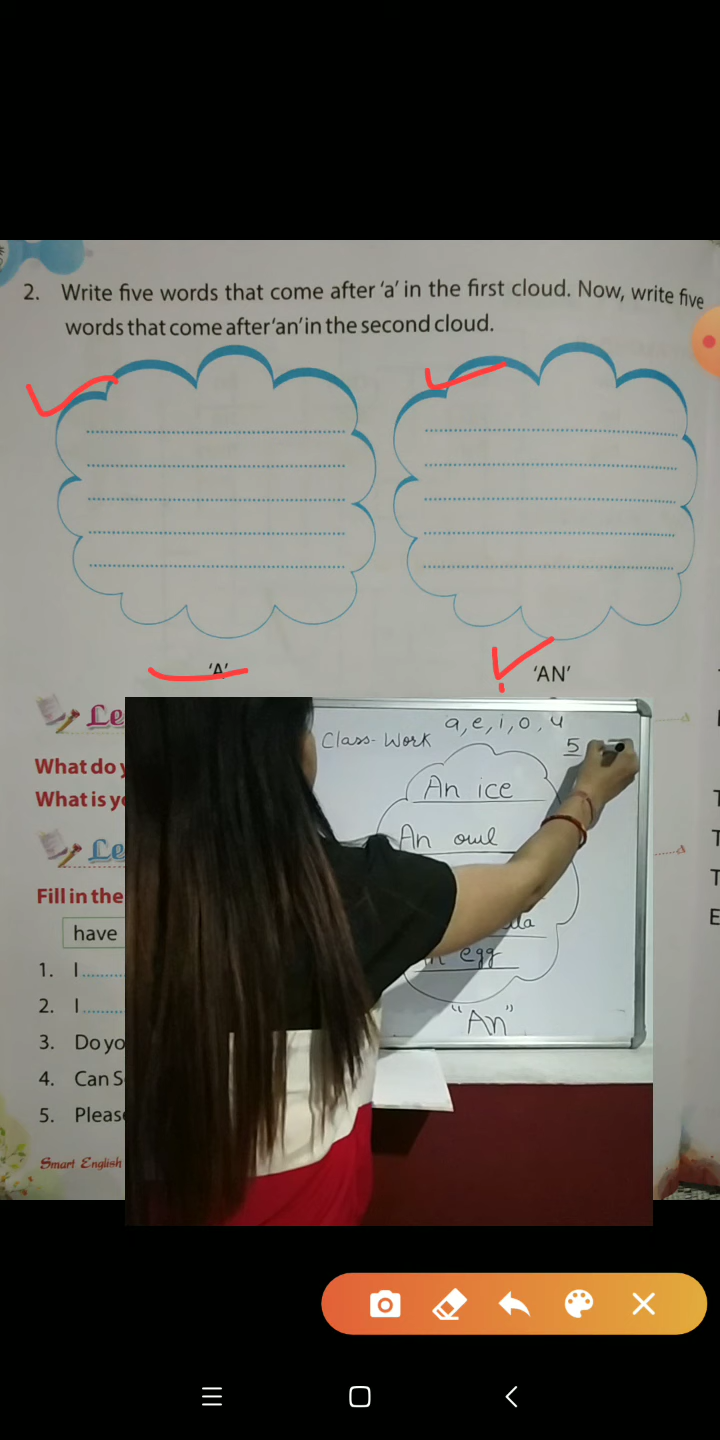 2. Write five words that come after 'a' in the first cloud. Now, write five
words that come after 'an' in the second cloud.
'A'
'AN'
Le
What do y
What is y
Le
Fill in the
have
1. I
2. I
3. Do yo
4. Can S
5. Pleas
Smart English
Class-Work
a, e, i, o, u
5
An ice
An owl
egg
"An"